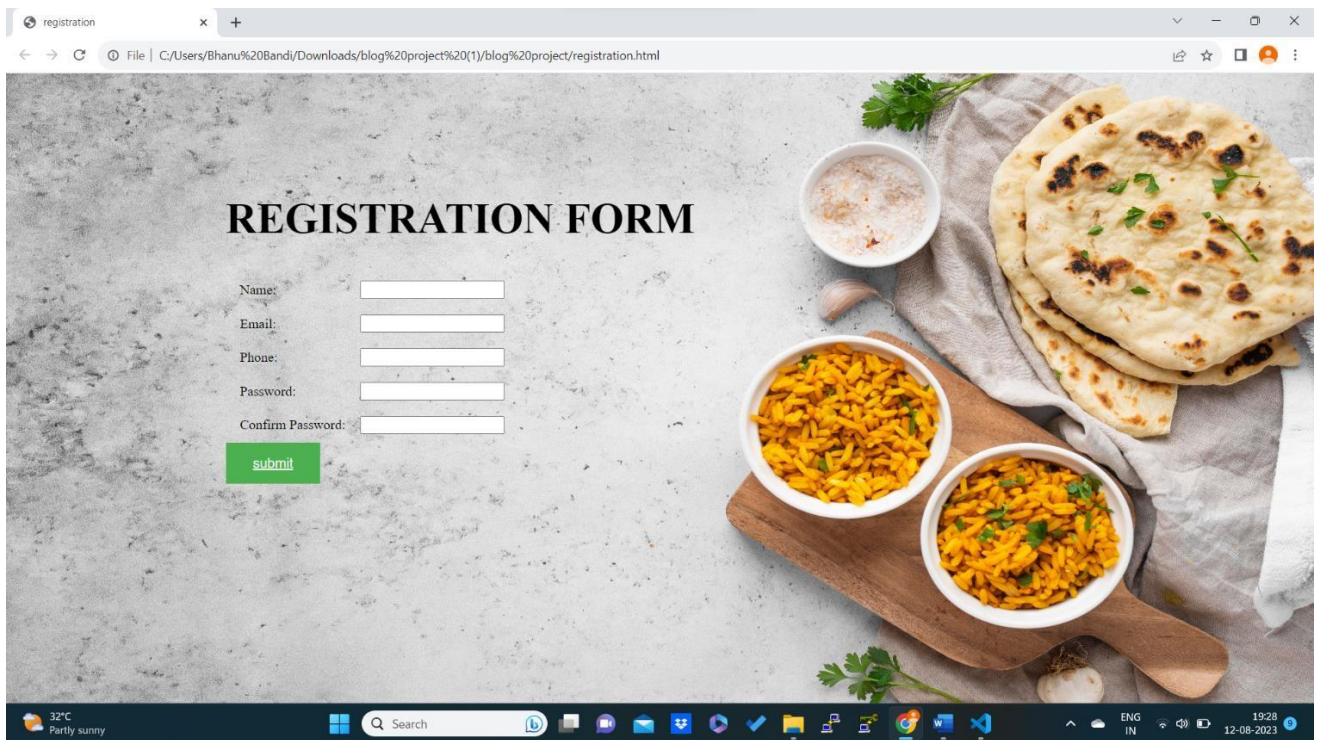 registration
File | C:/Users/Bhanu%20Bandi/Downloads/blog%20project%20(1)/blog%20project/registration.html
REGISTRATION FORM
Name:
Email:
Phone:
Password:
Confirm Password:
submit
32°C
Partly sunny
Search
ENG
IN
19:28
12-08-2023
9